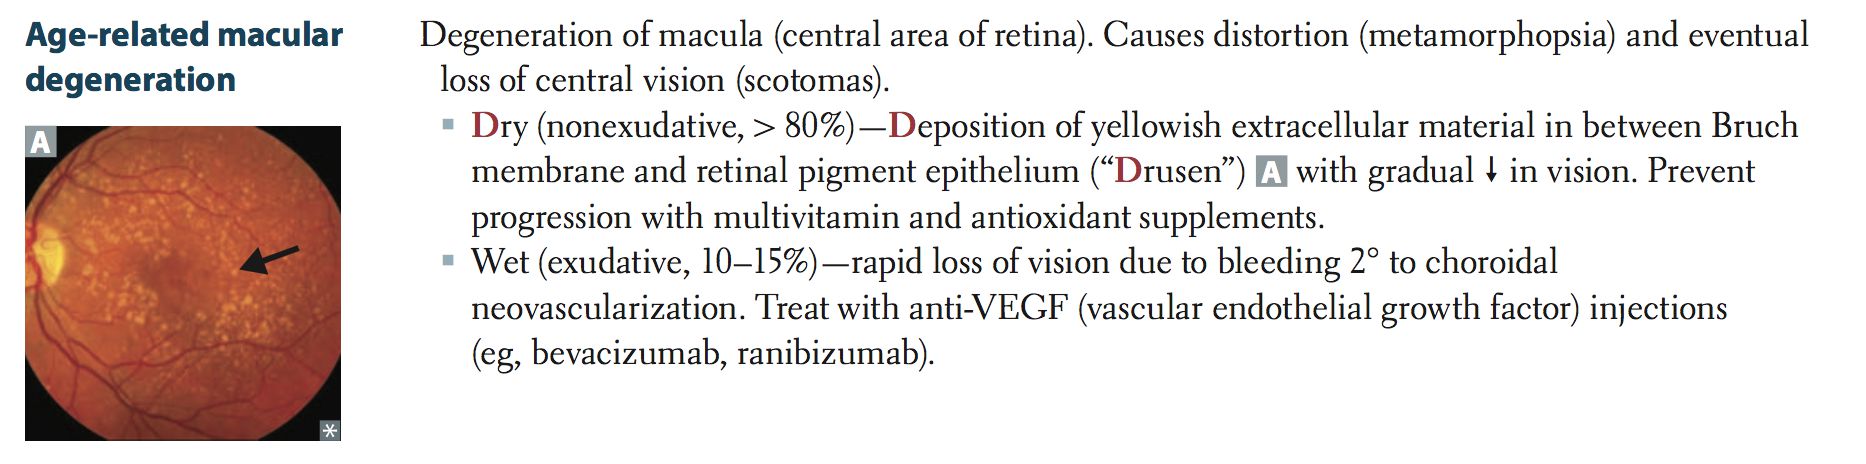 Age-related macular
degeneration
A
*
Degeneration of macula (central area of retina). Causes distortion (metamorphopsia) and eventual
loss of central vision (scotomas).
▪ Dry (nonexudative, > 80%)—Deposition of yellowish extracellular material in between Bruch
membrane and retinal pigment epithelium (“Drusen”) A with gradual ↓ in vision. Prevent
progression with multivitamin and antioxidant supplements.
▪ Wet (exudative, 10–15%)—rapid loss of vision due to bleeding 2° to choroidal
neovascularization. Treat with anti-VEGF (vascular endothelial growth factor) injections
(eg, bevacizumab, ranibizumab).